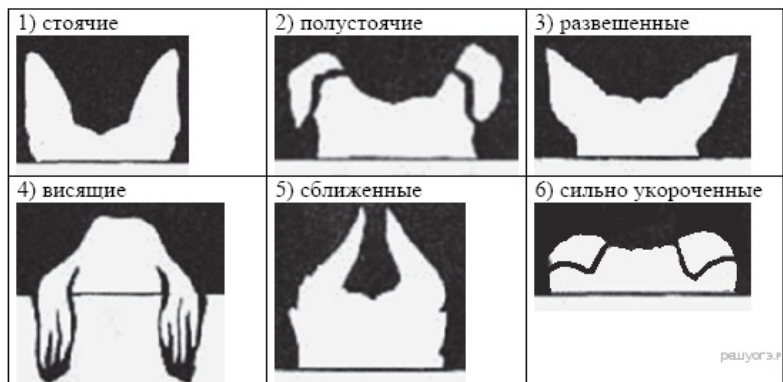 1) стоячие
2) полустоячие
3) развешенные
4) висящие
5) сближенные
6) сильно укороченные